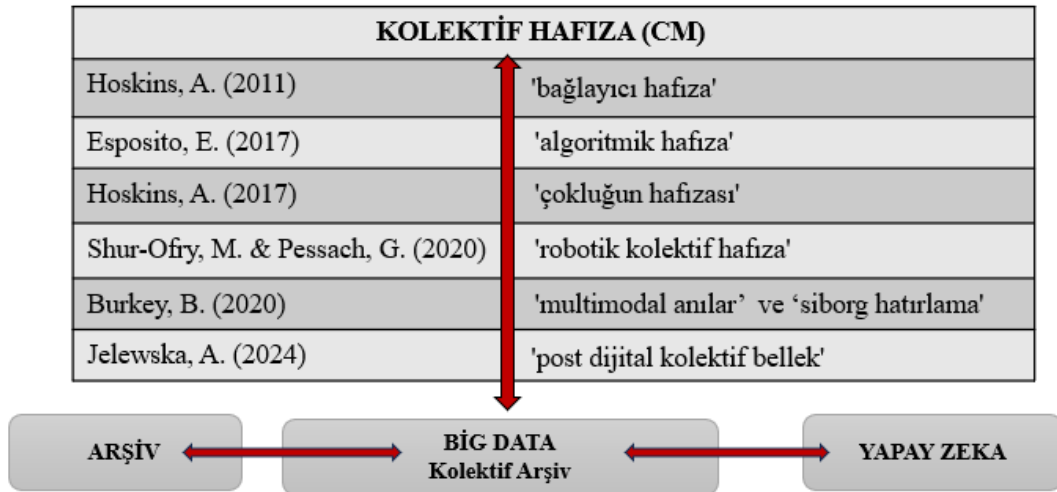 KOLEKTİF HAFIZA (CM)
Hoskins, A. (2011) 'bağlayıcı hafıza'
Esposito, E. (2017) 'algoritmik hafıza'
Hoskins, A. (2017) 'çokluğun hafızası'
Shur-Ofry, M. & Pessach, G. (2020) 'robotik kolektif hafıza'
Burkey, B. (2020) 'multimodal anılar’ ve ‘siborg hatırlama'
Jelewska, A. (2024) 'post dijital kolektif bellek'
ARŞİV
BİG DATA
Kolektif Arşiv
YAPAY ZEKA